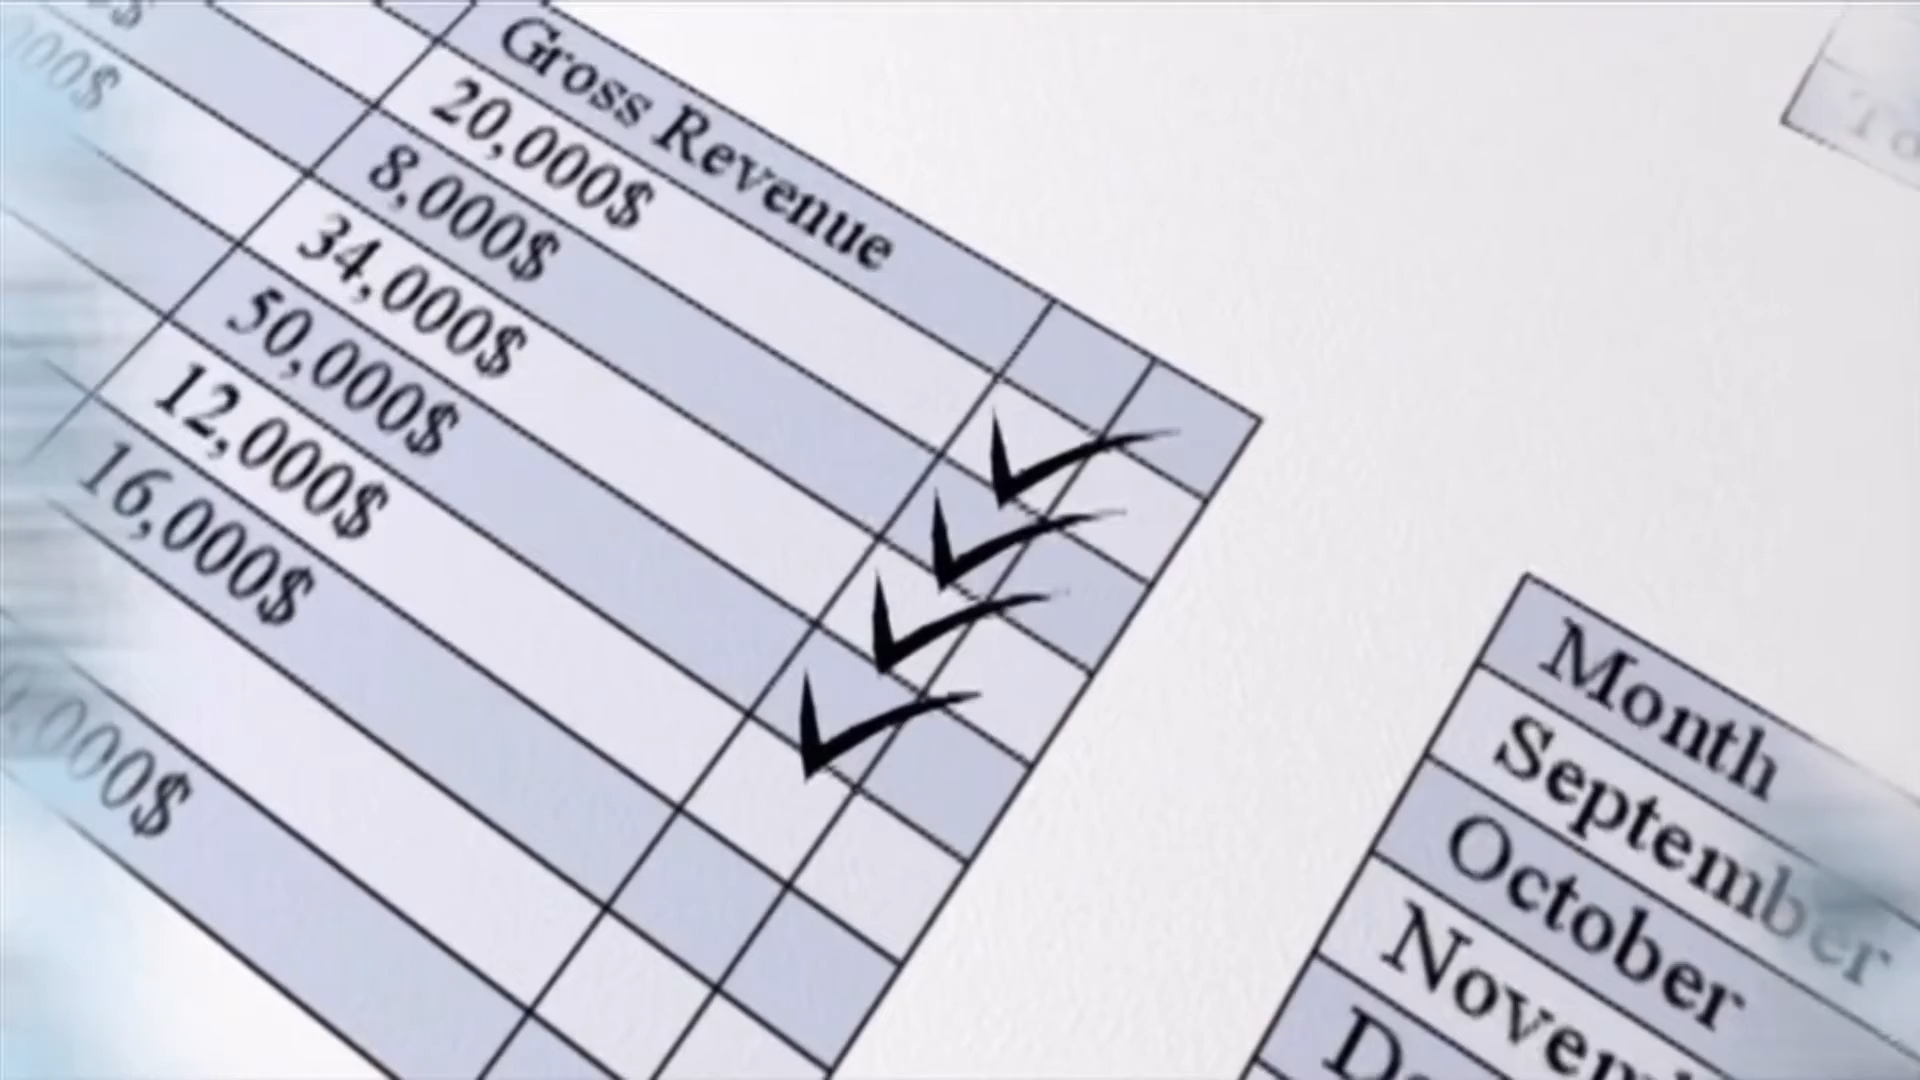 Gross Revenue
20,000$
8,000$
34,000$
50,000$
12,000$
16,000$
Month
September
October